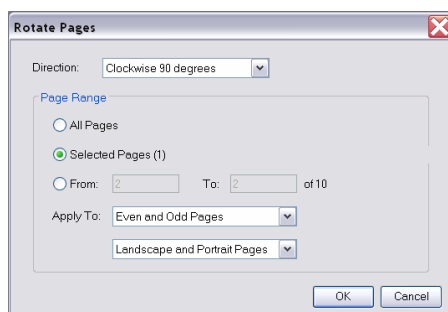 Rotate Pages
Direction: Clockwise 90 degrees
Page Range
All Pages
Selected Pages (1)
From: 2 To: 2 of 10
Apply To: Even and Odd Pages
Landscape and Portrait Pages
OK Cancel